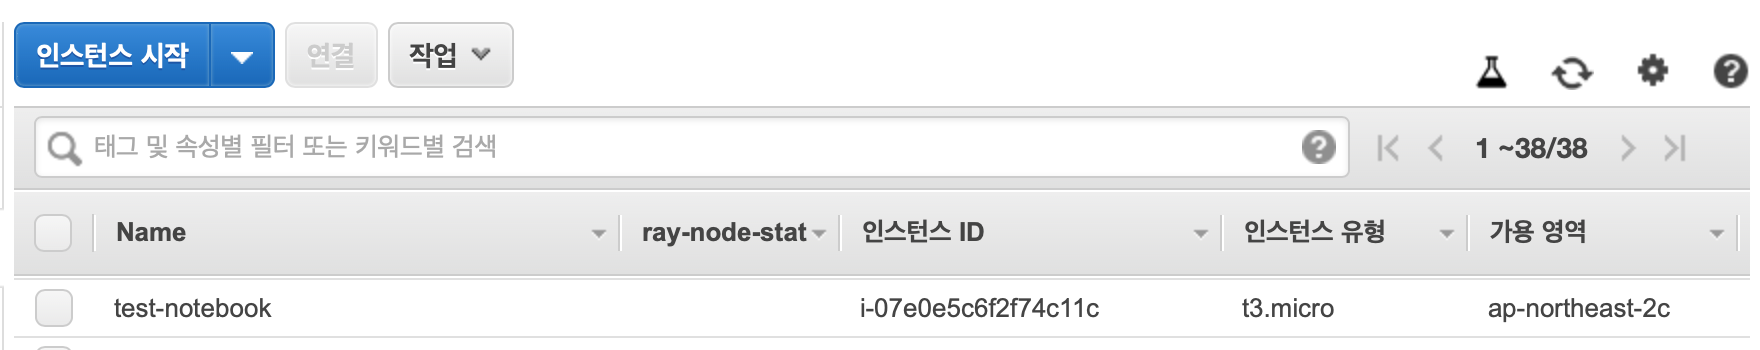 인스턴스 시작 연결 작업
태그 및 속성별 필터 또는 키워드별 검색 ? 1 ~38/38
Name ray-node-stat 인스턴스 ID 인스턴스 유형 가용 영역
test-notebook i-07e0e5c6f2f74c11c t3.micro ap-northeast-2c